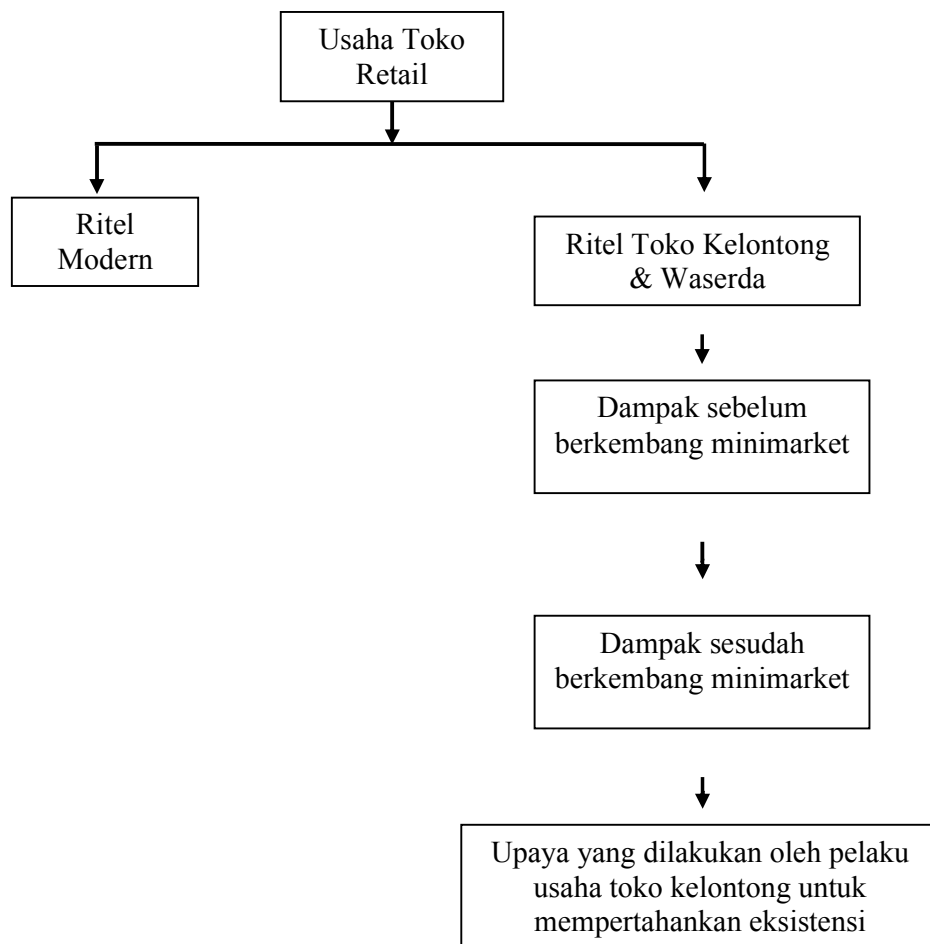 Usaha Toko
Retail
Ritel
Modern
Ritel Toko Kelontong
& Waserda
Dampak sebelum
berkembang minimarket
Dampak sesudah
berkembang minimarket
Upaya yang dilakukan oleh pelaku
usaha toko kelontong untuk
mempertahankan eksistensi